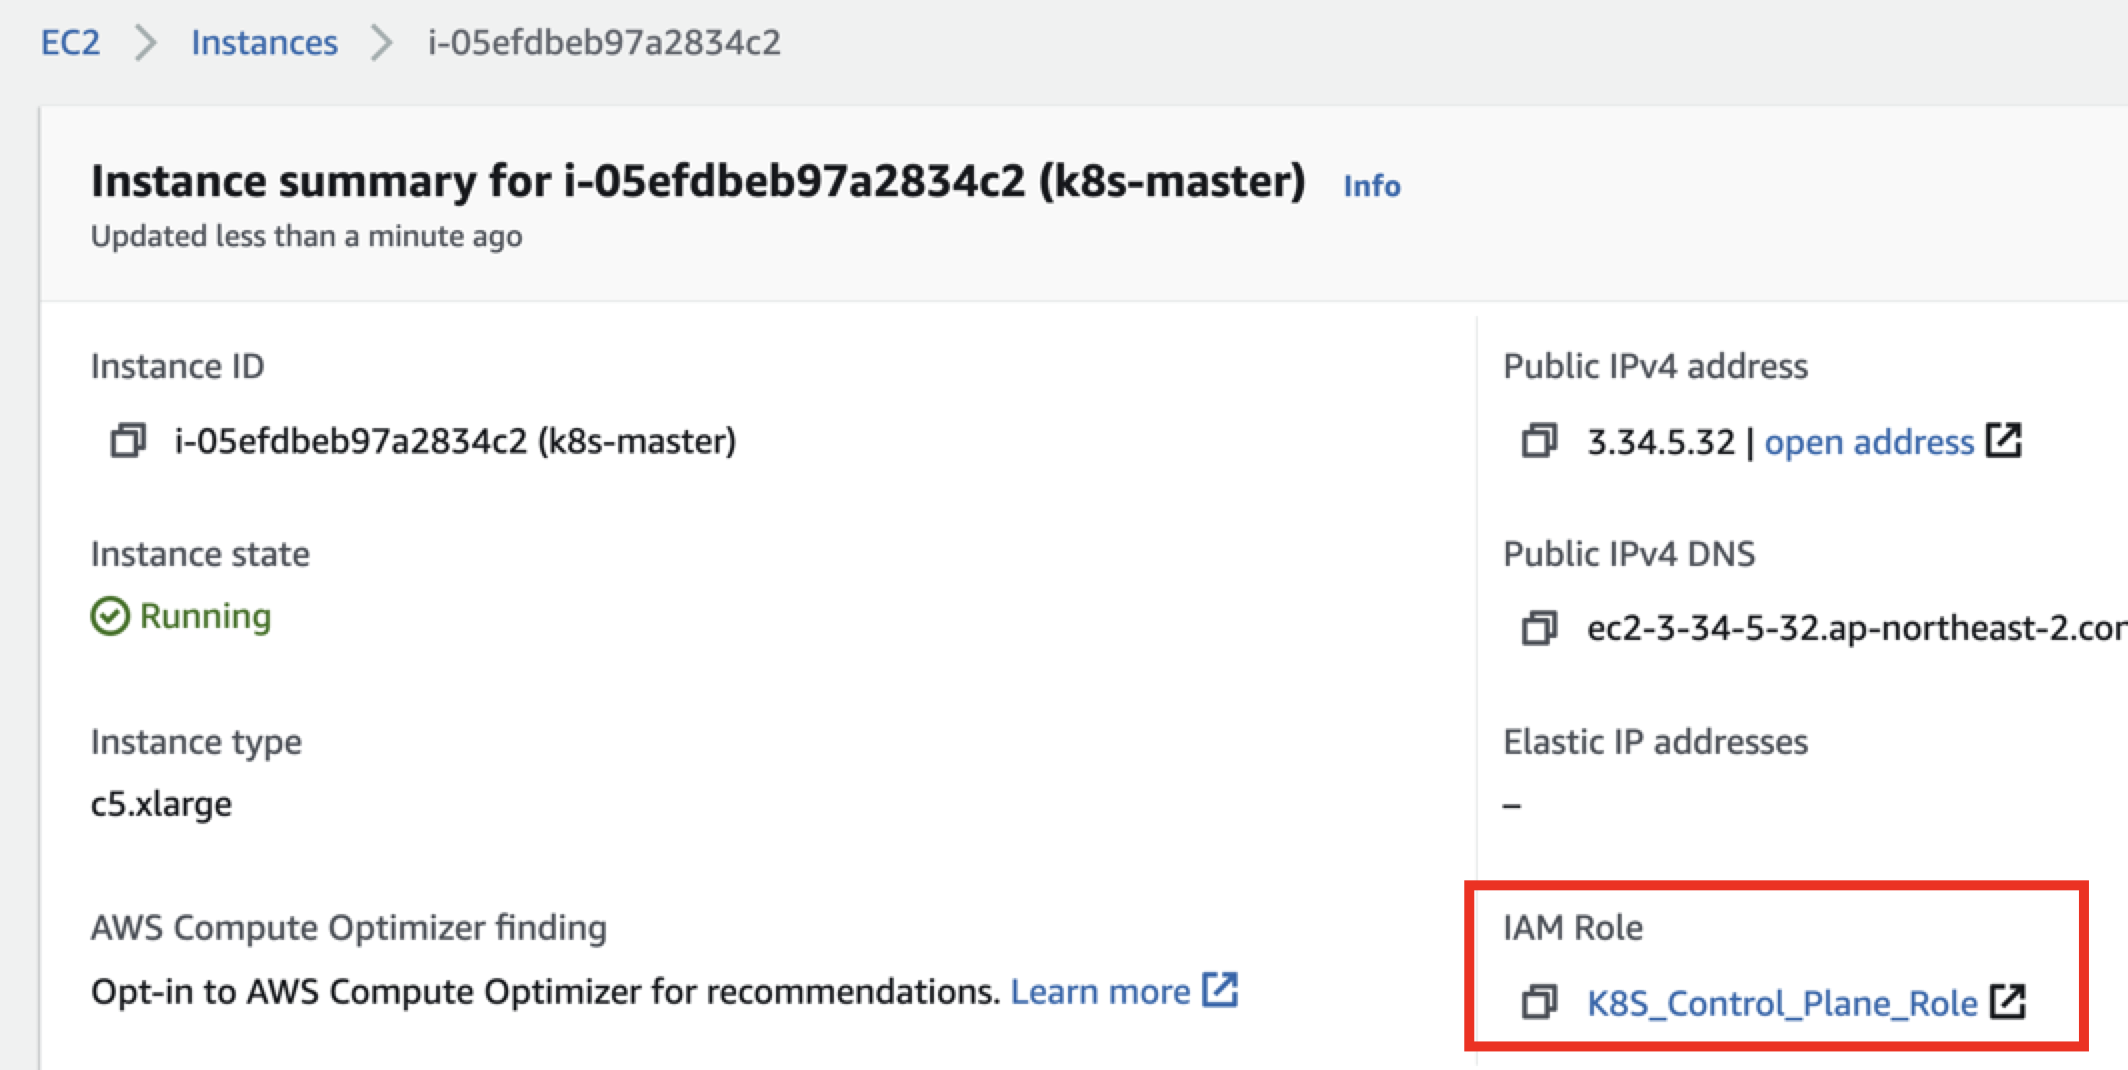 EC2 > Instances > i-05efdbeb97a2834c2
Instance summary for i-05efdbeb97a2834c2 (k8s-master) Info
Updated less than a minute ago
Instance ID
i-05efdbeb97a2834c2 (k8s-master)
Public IPv4 address
3.34.5.32 | open address
Instance state
Running
Public IPv4 DNS
ec2-3-34-5-32.ap-northeast-2.com
Instance type
c5.xlarge
Elastic IP addresses
–
AWS Compute Optimizer finding
Opt-in to AWS Compute Optimizer for recommendations. Learn more
IAM Role
K8S_Control_Plane_Role